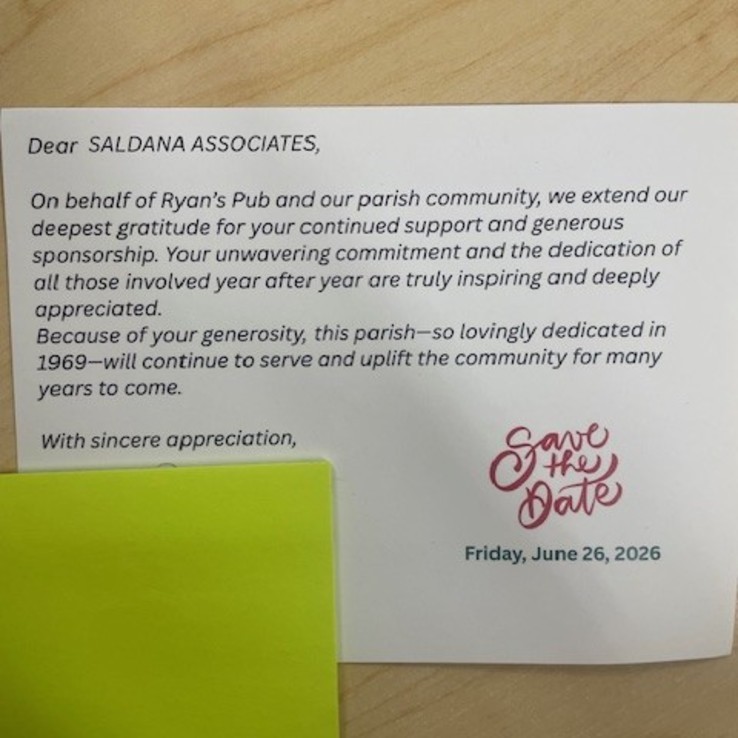 Dear SALDANA ASSOCIATES,
On behalf of Ryan's Pub and our parish community, we extend our
deepest gratitude for your continued support and generous
sponsorship. Your unwavering commitment and the dedication of
all those involved year after year are truly inspiring and deeply
appreciated.
Because of your generosity, this parish—so lovingly dedicated in
1969—will continue to serve and uplift the community for many
years to come.
With sincere appreciation,
Save
the
Date
Friday, June 26, 2026